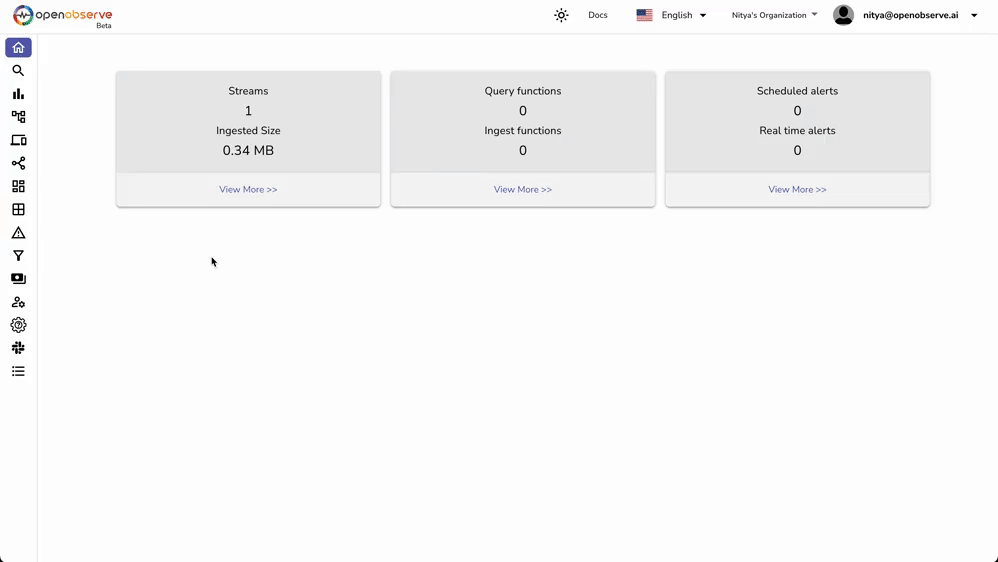 openobserve
Beta
Docs
English
Nitya's Organization
nitya@openobserve.ai
Streams
1
Ingested Size
0.34 MB
View More >>
Query functions
0
Ingest functions
0
View More >>
Scheduled alerts
0
Real time alerts
0
View More >>